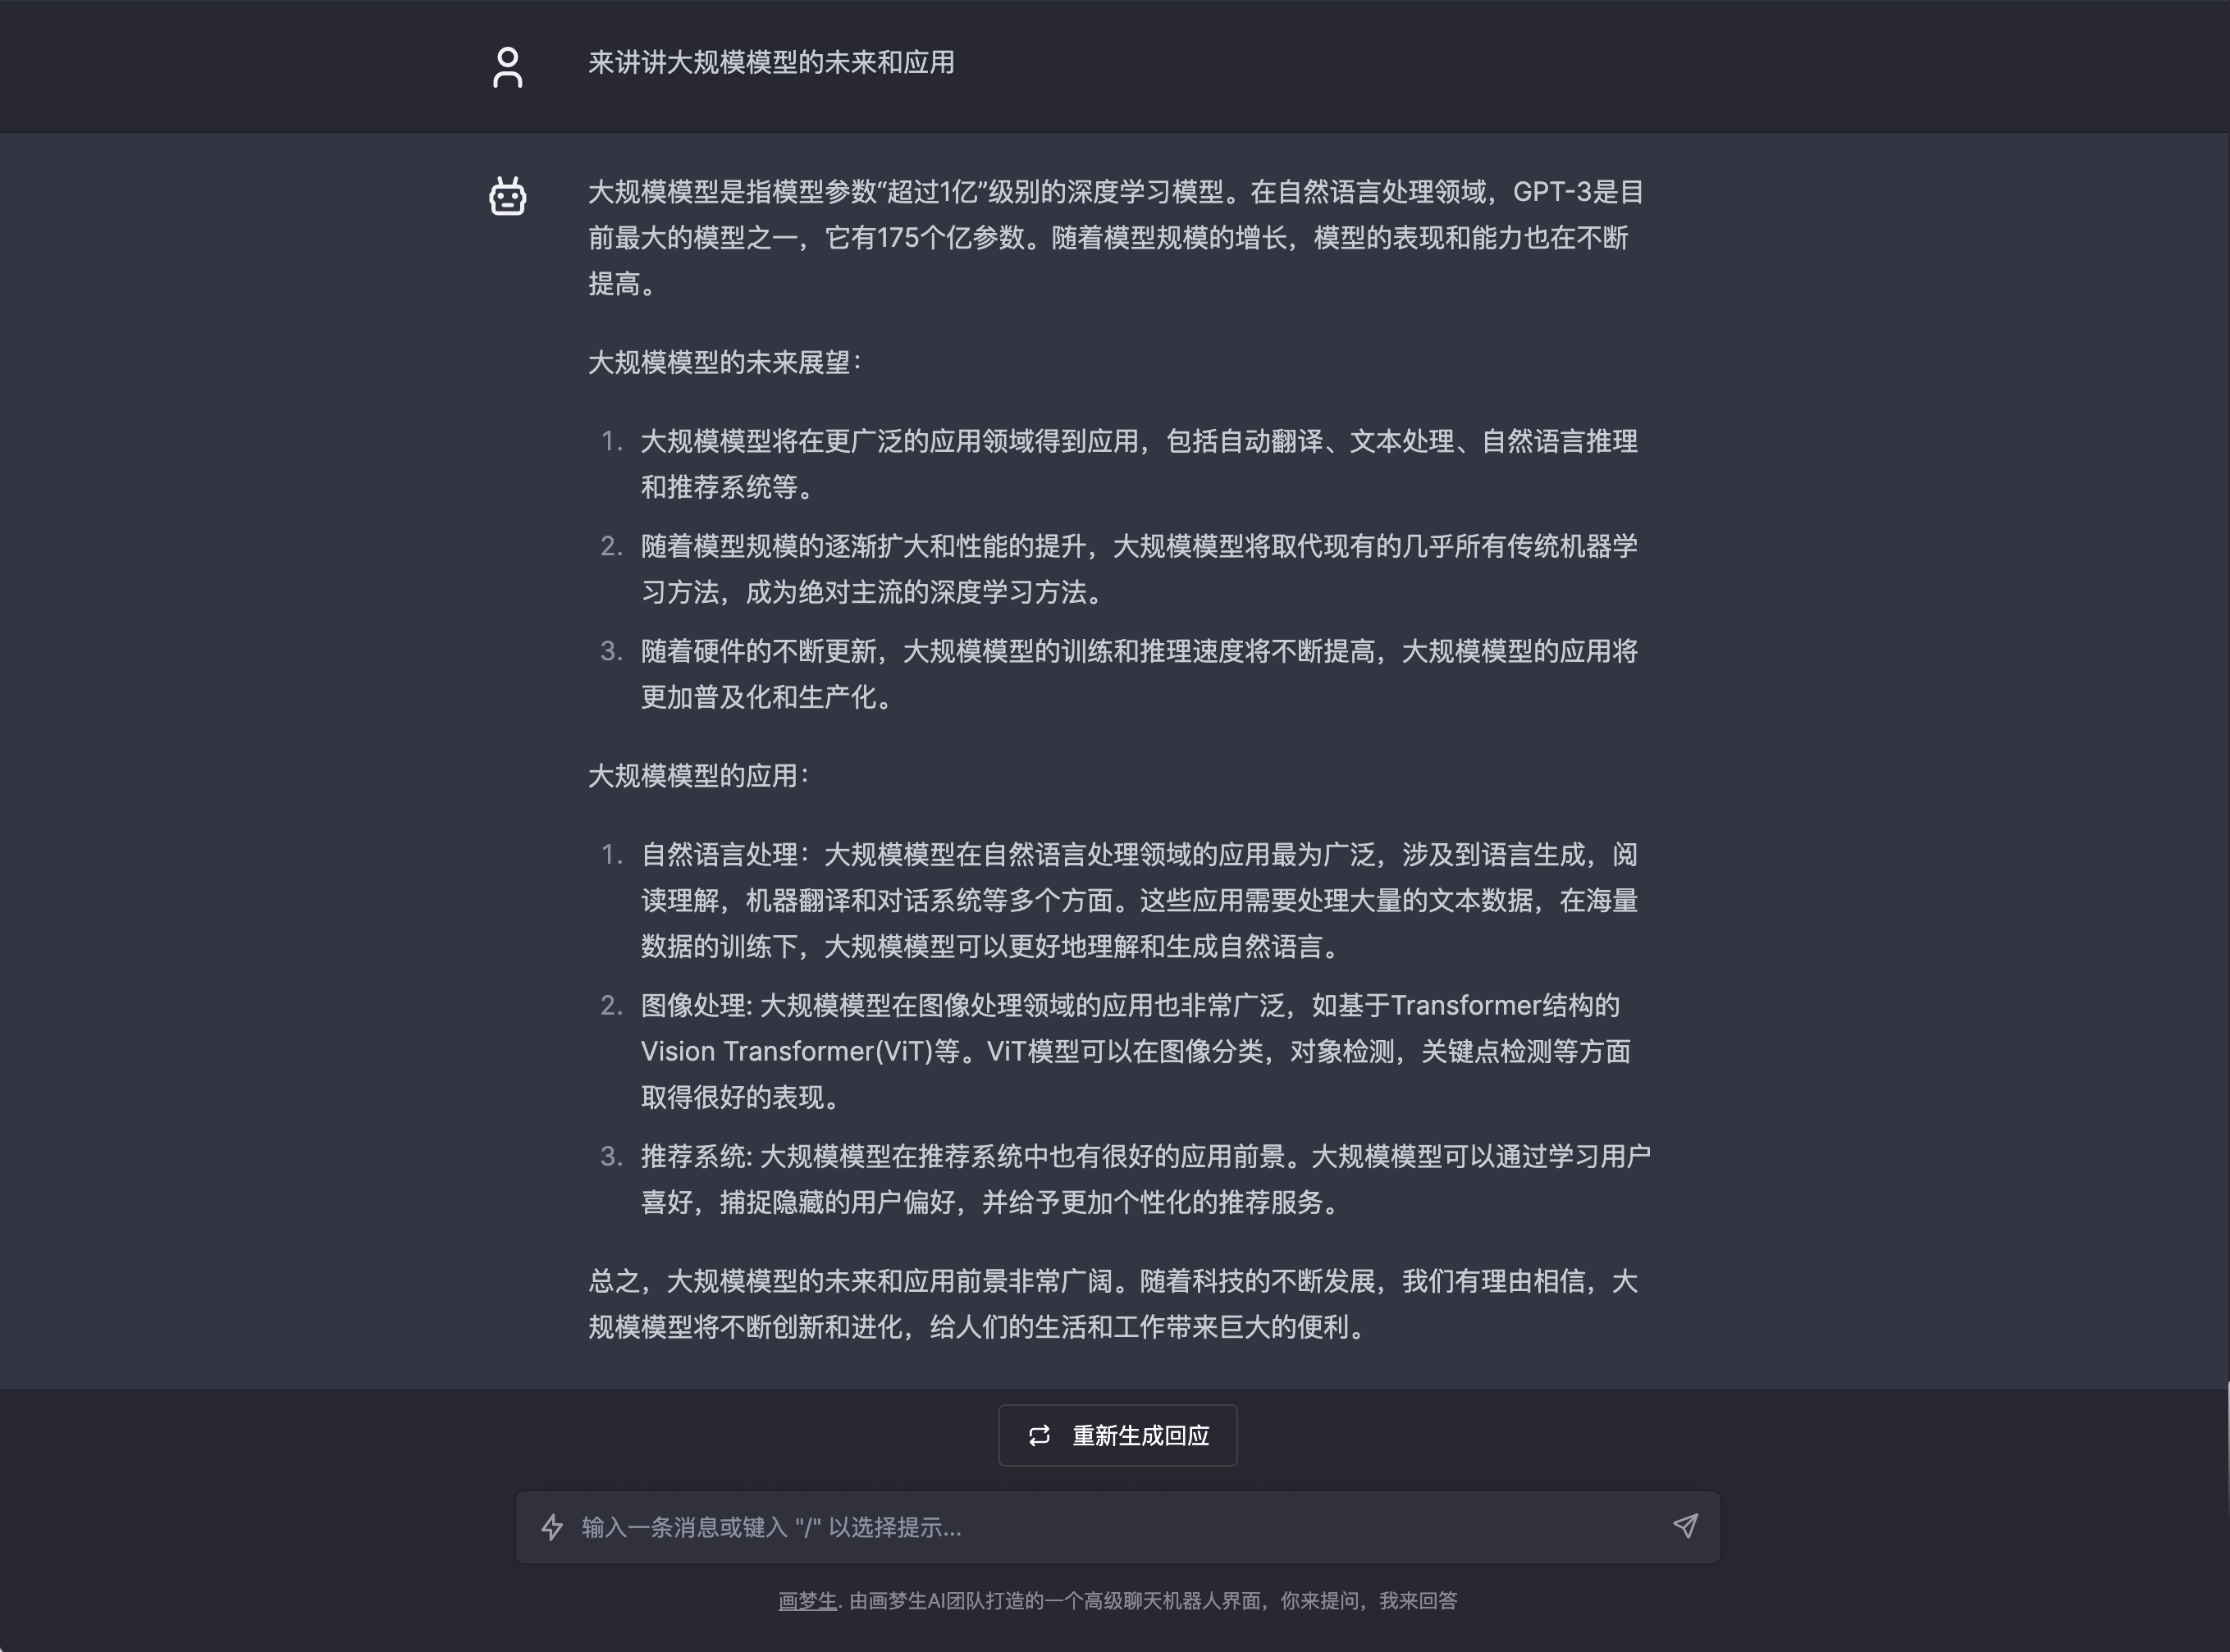 来讲讲大规模模型的未来和应用
大规模模型是指模型参数“超过1亿”级别的深度学习模型。在自然语言处理领域，GPT-3是目
前最大的模型之一，它有175个亿参数。随着模型规模的增长，模型的表现和能力也在不断
提高。
大规模模型的未来展望：
1. 大规模模型将在更广泛的应用领域得到应用，包括自动翻译、文本处理、自然语言推理
和推荐系统等。
2. 随着模型规模的逐渐扩大和性能的提升，大规模模型将取代现有的几乎所有传统机器学
习方法，成为绝对主流的深度学习方法。
3. 随着硬件的不断更新，大规模模型的训练和推理速度将不断提高，大规模模型的应用将
更加普及化和生产化。
大规模模型的应用：
1. 自然语言处理：大规模模型在自然语言处理领域的应用最为广泛，涉及到语言生成，阅
读理解，机器翻译和对话系统等多个方面。这些应用需要处理大量的文本数据，在海量
数据的训练下，大规模模型可以更好地理解和生成自然语言。
2. 图像处理: 大规模模型在图像处理领域的应用也非常广泛，如基于Transformer结构的
Vision Transformer(ViT)等。ViT模型可以在图像分类，对象检测，关键点检测等方面
取得很好的表现。
3. 推荐系统: 大规模模型在推荐系统中也有很好的应用前景。大规模模型可以通过学习用户
喜好，捕捉隐藏的用户偏好，并给予更加个性化的推荐服务。
总之，大规模模型的未来和应用前景非常广阔。随着科技的不断发展，我们有理由相信，大
规模模型将不断创新和进化，给人们的生活和工作带来巨大的便利。
重新生成回应
输入一条消息或键入 "/" 以选择提示...
画梦生. 由画梦生AI团队打造的一个高级聊天机器人界面，你来提问，我来回答